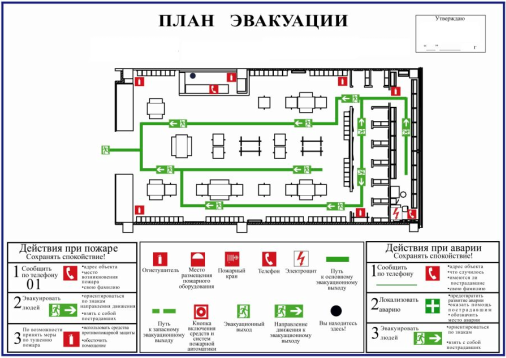 ПЛАН ЭВАКУАЦИИ
Утверждаю
"__" ______ г
Действия при пожаре
Сохранять спокойствие!
1 Сообщить
по телефону
01
•адрес объекта
•место
возникновения
пожара
•свою фамилию
2 Эвакуировать
людей
•ориентироваться
по знакам
направления движения
•взять с собой
пострадавших
По возможности
принять меры
по тушению
пожара
•использовать средства
противопожарной защиты
•обесточить
помещение
Огнетушитель
Место
размещения
пожарного
оборудования
Пожарный
кран
Телефон
Электрощит
Путь
к основному
эвакуационному
выходу
Путь
к запасному
эвакуационному
выходу
Кнопка
включения
средств и
систем
пожарной
автоматики
Эвакуационный
выход
Направление
движения к
эвакуационному
выходу
Вы находитесь
здесь!
Действия при аварии
Сохранять спокойствие!
1 Сообщить
по телефону
•адрес объекта
•что случилось
•имеются ли
пострадавшие
•свою фамилию
2 Локализовать
аварию
•предотвратить
развитие аварии
•оказать помощь
пострадавшим
•обозначить
место аварии
3 Эвакуировать
людей
•ориентироваться
по знакам
•взять с собой
пострадавших